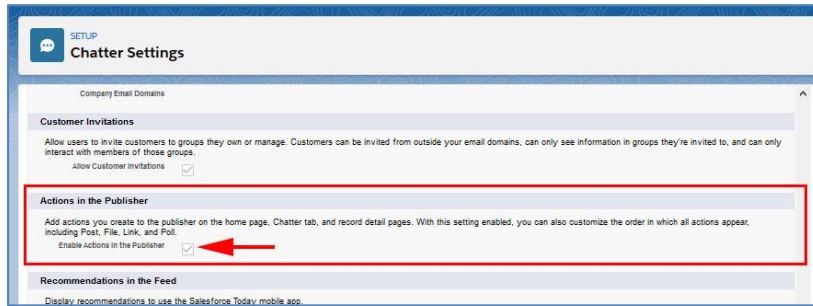 SETUP
Chatter Settings
Company Email Domains
Customer Invitations
Allow users to invite customers to groups they own or manage. Customers can be invited from outside your email domains, can only see information in groups they're invited to, and can only
interact with members of those groups.
Allow Customer Invitations
Actions in the Publisher
Add actions you create to the publisher on the home page, Chatter tab, and record detail pages. With this setting enabled, you can also customize the order in which all actions appear,
including Post, File, Link, and Poll.
Enable Actions in the Publisher
Recommendations in the Feed
Display recommendations to use the Salesforce Today mobile app.